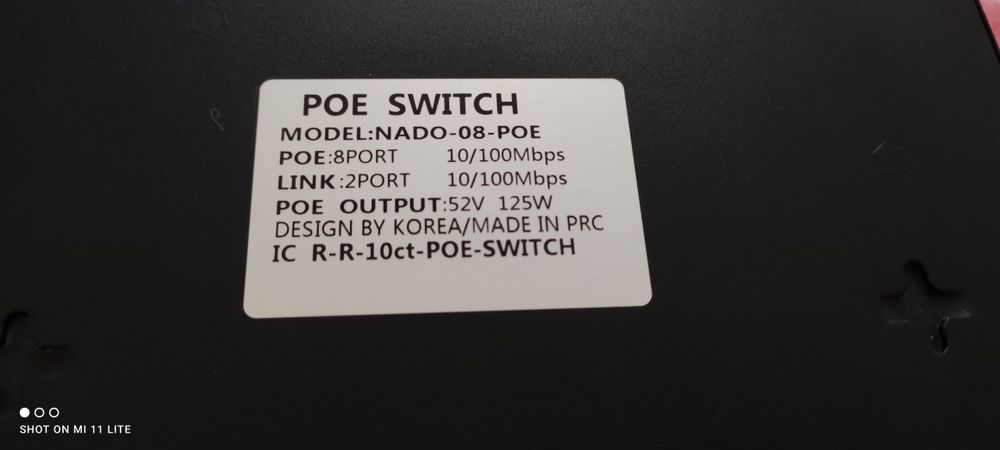 POE SWITCH
MODEL:NADO-08-POE
POE:8PORT 10/100Mbps
LINK:2PORT 10/100Mbps
POE OUTPUT:52V 125W
DESIGN BY KOREA/MADE IN PRC
IC R-R-10ct-POE-SWITCH
SHOT ON MI 11 LITE